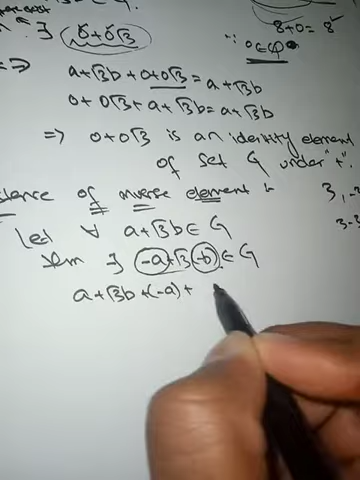 ∃ 0+0√3
8+0=8
∵ 0∈Q
=> a+√3b+0+0√3 = a+√3b
0+0√3+a+√3b = a+√3b
=> 0+0√3 is an identity element
of set G under "+".
of inverse element
Let ∀ a+√3b ∈ G
∃ -a+√3(-b) ∈ G
a+√3b+(-a)+